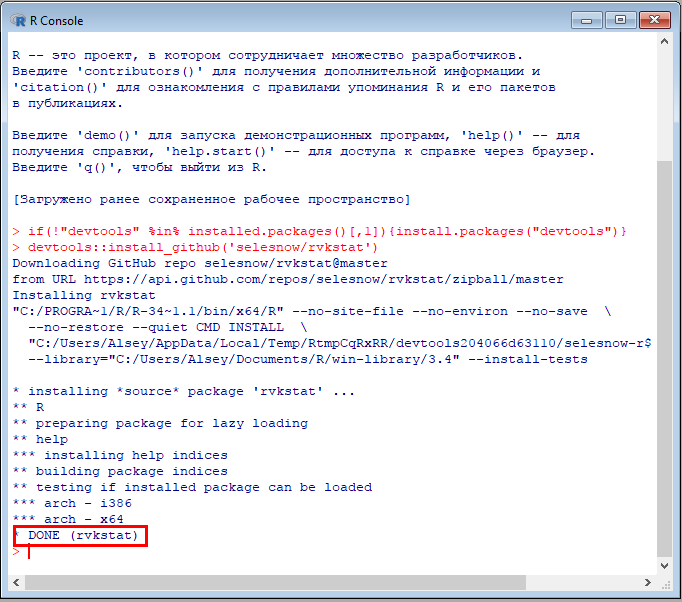 R Console
R -- это проект, в котором сотрудничает множество разработчиков.
Введите 'contributors()' для получения дополнительной информации и
'citation()' для ознакомления с правилами упоминания R и его пакетов
в публикациях.
Введите 'demo()' для запуска демонстрационных программ, 'help()' -- для
получения справки, 'help.start()' -- для доступа к справке через браузер.
Введите 'q()', чтобы выйти из R.
[Загружено ранее сохраненное рабочее пространство]
> if(!"devtools" %in% installed.packages()[,1]){install.packages("devtools")}
> devtools::install_github('selesnow/rvkstat')
Downloading GitHub repo selesnow/rvkstat@master
from URL https://api.github.com/repos/selesnow/rvkstat/zipball/master
Installing rvkstat
"C:/PROGRA~1/R/R-34~1.1/bin/x64/R" --no-site-file --no-environ --no-save  \
  --no-restore --quiet CMD INSTALL  \
  "C:/Users/Alsey/AppData/Local/Temp/RtmpCqRxRR/devtools204066d63110/selesnow-r$
  --library="C:/Users/Alsey/Documents/R/win-library/3.4" --install-tests
* installing *source* package 'rvkstat' ...
** R
** preparing package for lazy loading
** help
*** installing help indices
** building package indices
** testing if installed package can be loaded
*** arch - i386
*** arch - x64
* DONE (rvkstat)
>